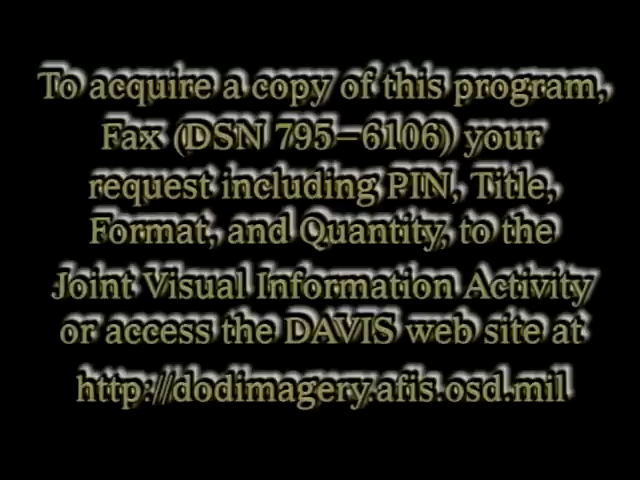 To acquire a copy of this program,
Fax (DSN 795-6106) your
request including PIN, Title,
Format, and Quantity, to the
Joint Visual Information Activity
or access the DAVIS web site at
http://dodimagery.afis.osd.mil